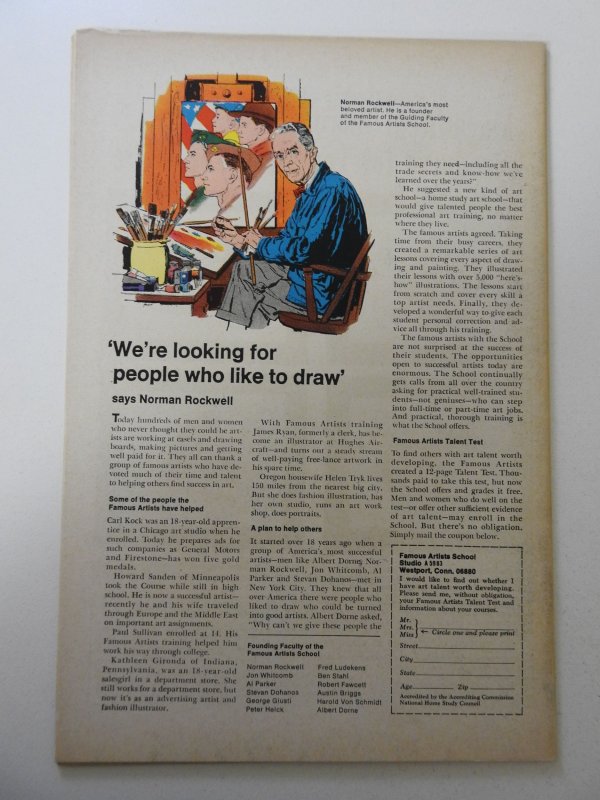 Norman Rockwell—America's most
beloved artist. He is a founder
and member of the Guiding Faculty
of the Famous Artists School.
'We're looking for
people who like to draw'
says Norman Rockwell
Today hundreds of men and women
who never thought they could be art-
ists are working at easels and drawing
boards, making pictures and getting
well paid for it. They all can thank a
group of famous artists who have de-
voted much of their time and talent
to helping others find success in art.
Some of the people the
Famous Artists have helped
Carl Kock was an 18-year-old appren-
tice in a Chicago art studio when he
enrolled. Today he prepares ads for
such companies as General Motors
and Firestone—has won five gold
medals.
Howard Sanden of Minneapolis
took the Course while still in high
school. He is now a successful artist—
recently he and his wife traveled
through Europe and the Middle East
on important art assignments.
Paul Sullivan enrolled at 14. His
Famous Artists training helped him
work his way through college.
Kathleen Gironda of Indiana,
Pennsylvania, was an 18-year-old
salesgirl in a department store. She
still works for a department store, but
now it's as an advertising artist and
fashion illustrator.
With Famous Artists training
James Ryan, formerly a clerk, has be-
come an illustrator at Hughes Air-
craft—and turns out a steady stream
of well-paying free-lance artwork in
his spare time.
Oregon housewife Helen Tryk lives
150 miles from the nearest big city.
But she does fashion illustration, has
her own studio, runs an art work
shop, does portraits.
A plan to help others
It started over 18 years ago when a
group of America's most successful
artists—men like Albert Dorne, Nor-
man Rockwell, Jon Whitcomb, Al
Parker and Stevan Dohanos—met in
New York City. They knew that all
over America there were people who
liked to draw who could be turned
into good artists. Albert Dorne asked,
"Why can't we give these people the
Founding Faculty of the
Famous Artists School
Norman Rockwell
Jon Whitcomb
Al Parker
Stevan Dohanos
George Giusti
Peter Helck
Fred Ludekens
Ben Stahl
Robert Fawcett
Austin Briggs
Harold Von Schmidt
Albert Dorne
training they need—including all the
trade secrets and know-how we've
learned over the years?"
He suggested a new kind of art
school—a home study art school—that
would give talented people the best
professional art training, no matter
where they live.
The famous artists agreed. Taking
time from their busy careers, they
created a remarkable series of art
lessons covering every aspect of draw-
ing and painting. They illustrated
their lessons with over 5,000 "here's-
how" illustrations. The lessons start
from scratch and cover every skill a
top artist needs. Finally, they de-
veloped a wonderful way to give each
student personal correction and ad-
vice all through his training.
The famous artists with the School
are not surprised at the success of
their students. The opportunities
open to successful artists today are
enormous. The School continually
gets calls from all over the country
asking for practical well-trained stu-
dents—not geniuses—who can step
into full-time or part-time art jobs.
And practical, thorough training is
what the School offers.
Famous Artists Talent Test
To find others with art talent worth
developing, the Famous Artists
created a 12-page Talent Test. Thou-
sands paid to take this test, but now
the School offers and grades it free.
Men and women who do well on the
test—or offer other sufficient evidence
of art talent—may enroll in the
School. But there's no obligation.
Simply mail the coupon below.
Famous Artists School
Studio
Westport, Conn. 06880
I would like to find out whether I
have art talent worth developing.
Please send me, without obligation,
your Famous Artists Talent Test and
information about your courses.
Mr.
Mrs.
Miss
← Circle one and please print
Street
City
State
Age Zip
Accredited by the Accrediting Commission
National Home Study Council